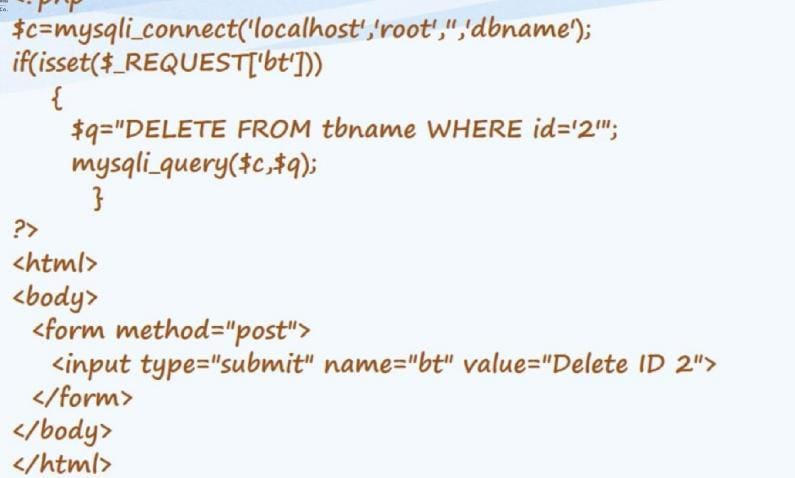 $c=mysqli_connect('localhost','root','','dbname');
if(isset($_REQUEST['bt']))
{
$q="DELETE FROM tbname WHERE id='2'";
mysqli_query($c,$q);
}
?>
<html>
<body>
<form method="post">
<input type="submit" name="bt" value="Delete ID 2">
</form>
</body>
</html>